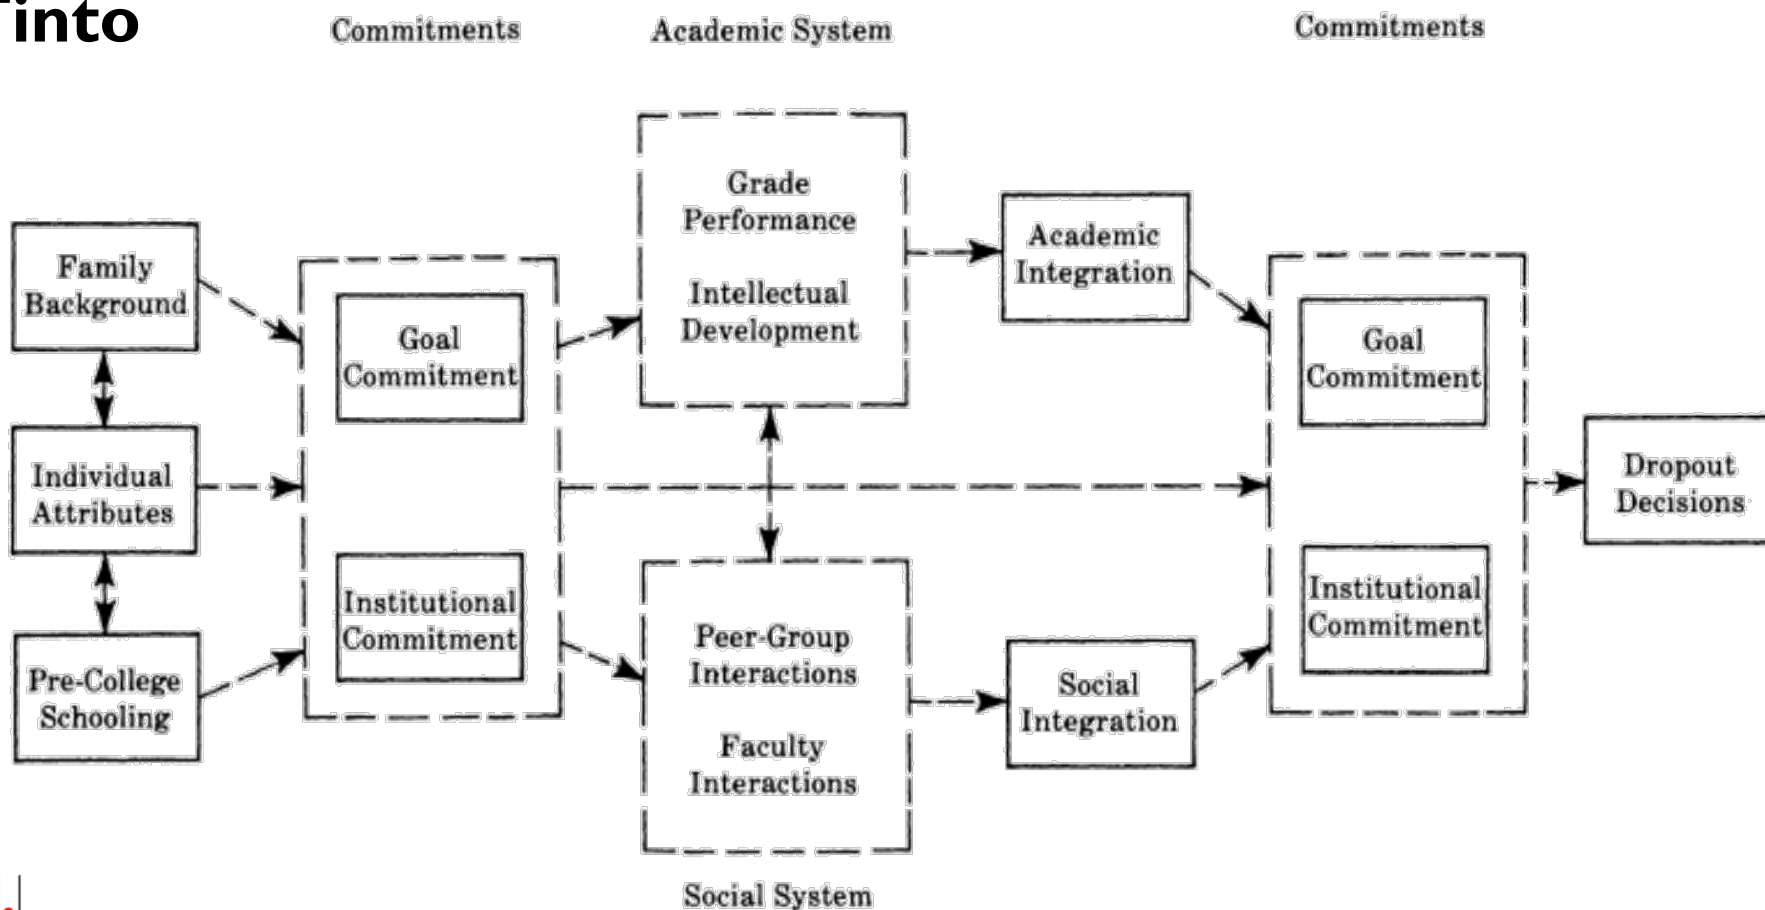 Tinto
Commitments
Academic System
Commitments
Family
Background
Individual
Attributes
Pre-College
Schooling
Goal
Commitment
Institutional
Commitment
Grade
Performance
Intellectual
Development
Peer-Group
Interactions
Faculty
Interactions
Social System
Academic
Integration
Social
Integration
Goal
Commitment
Institutional
Commitment
Dropout
Decisions